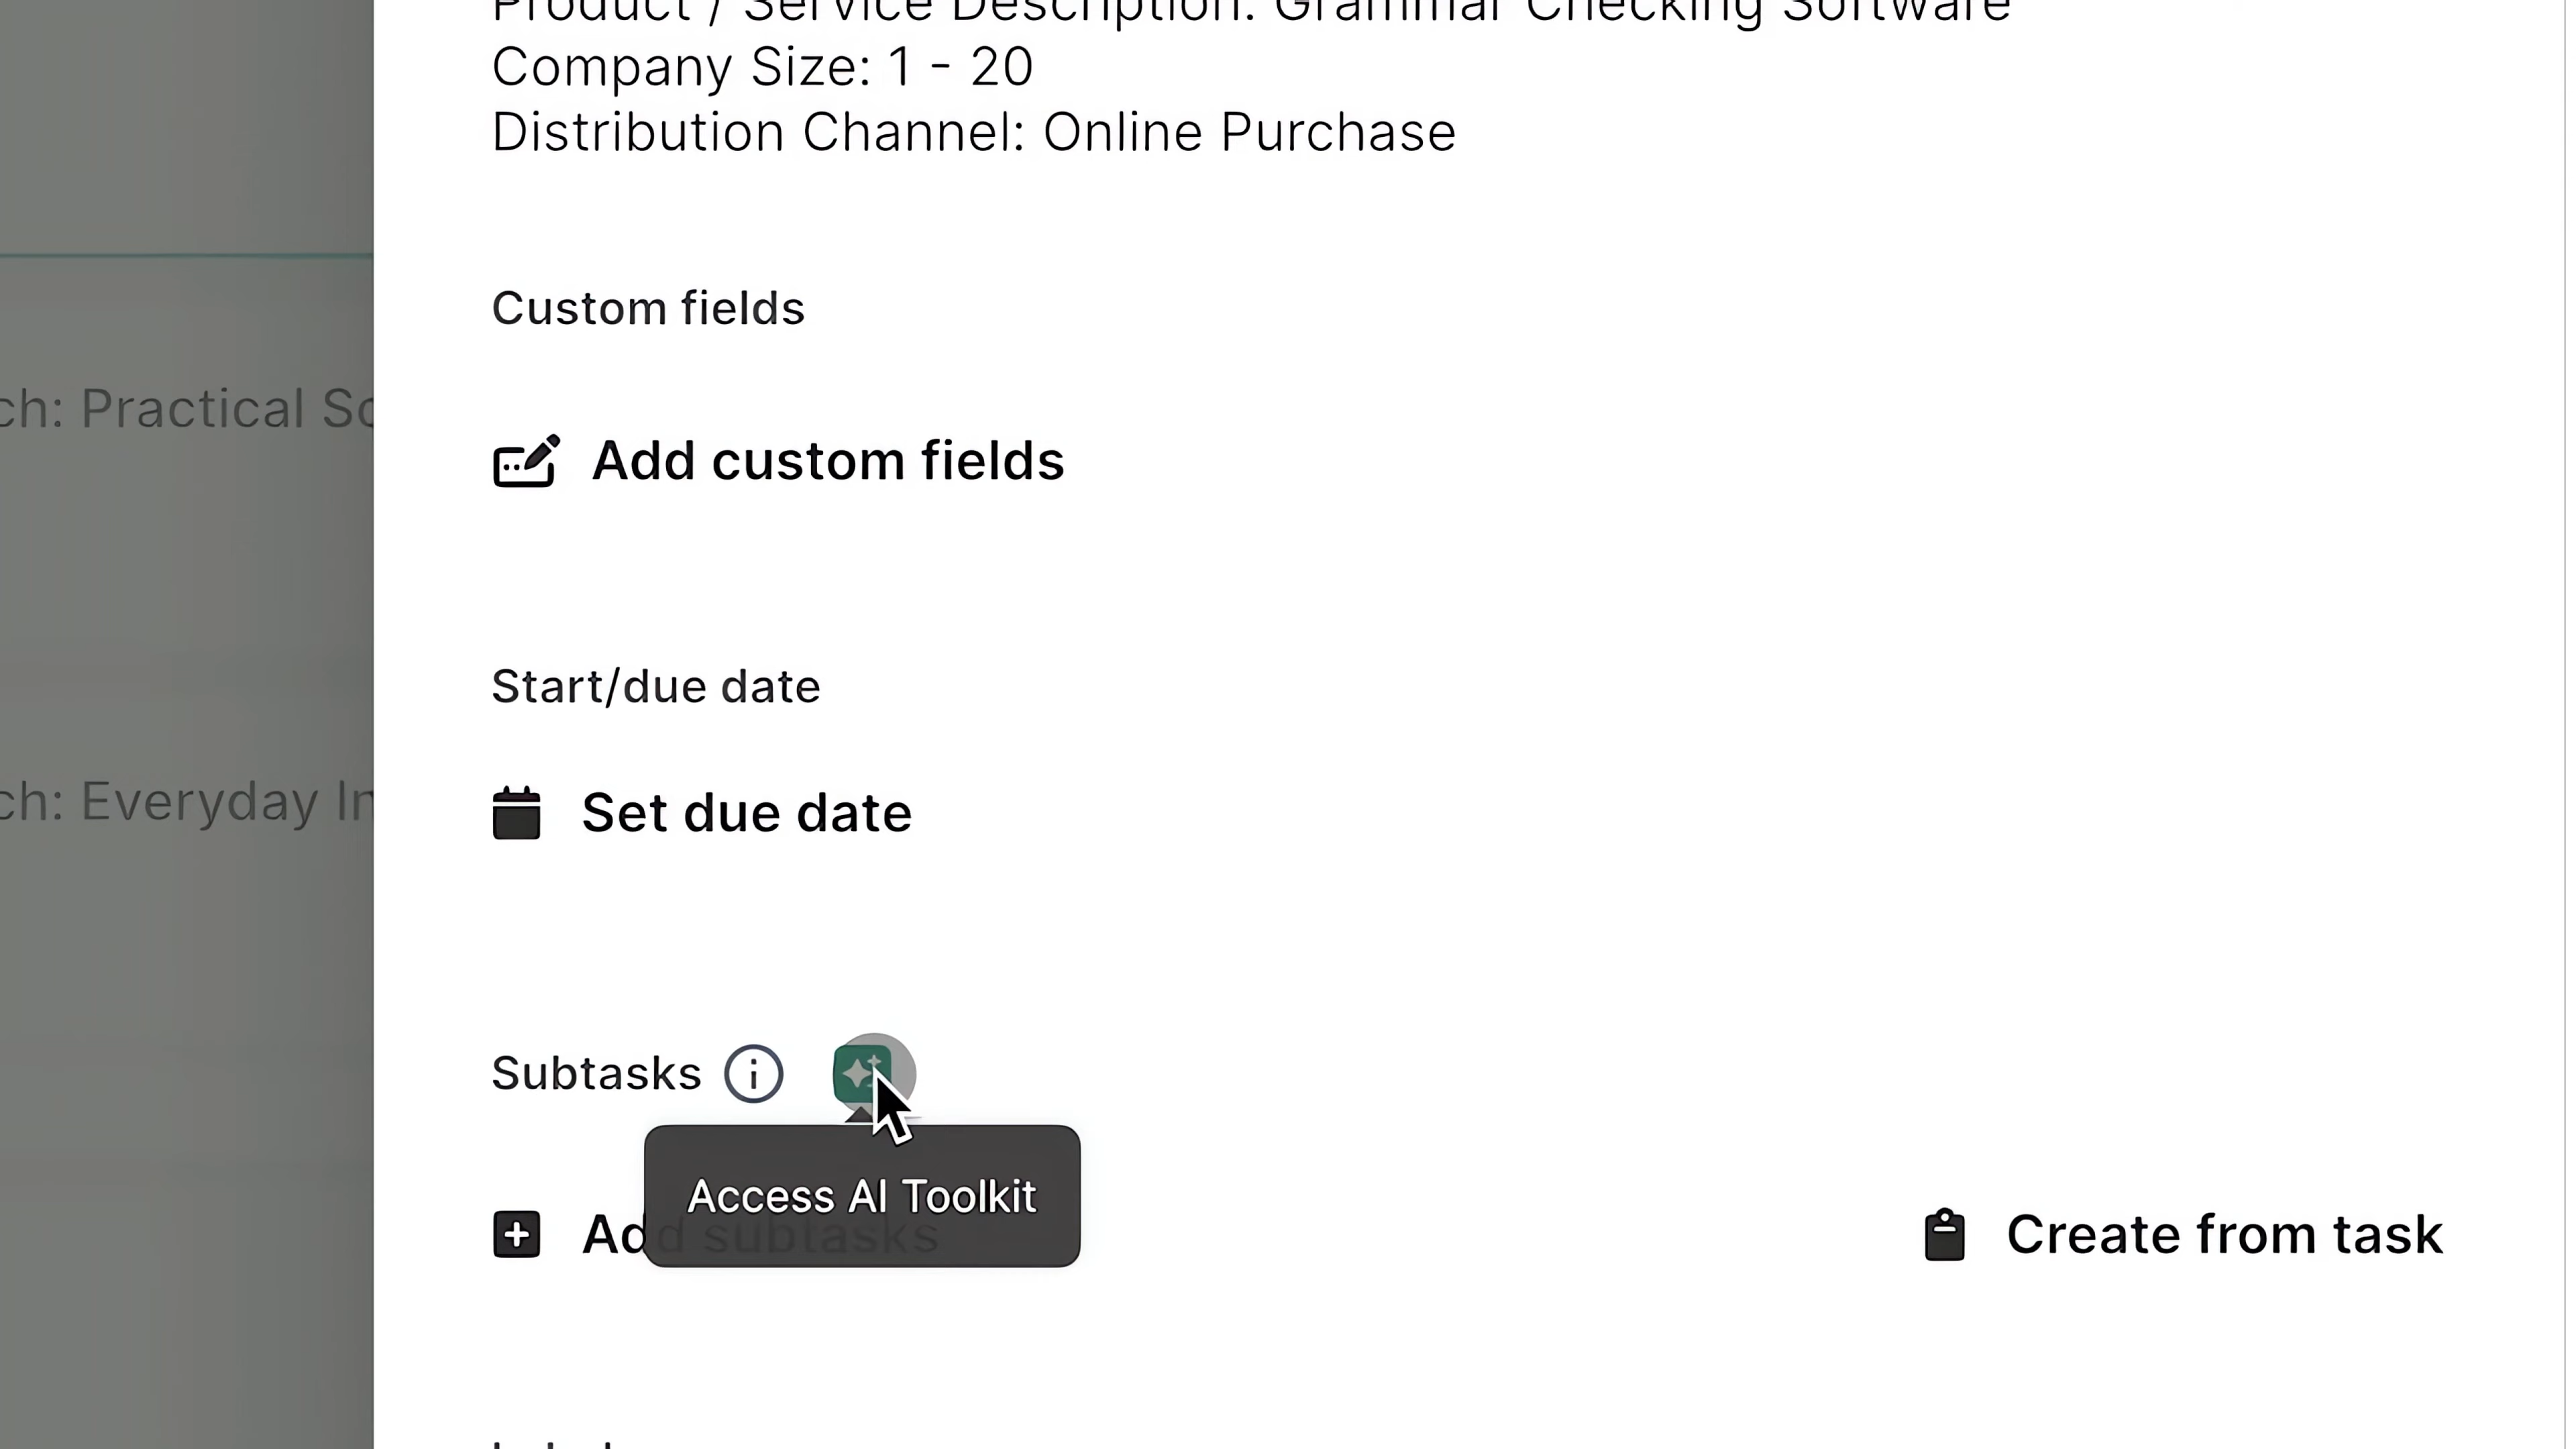 Product / Service Description: Grammar Checking Software
Company Size: 1 - 20
Distribution Channel: Online Purchase
Custom fields
ch: Practical
Add custom fields
Start/due date
ch: Everyday
Set due date
Subtasks
Access AI Toolkit
Add subtasks
Create from task